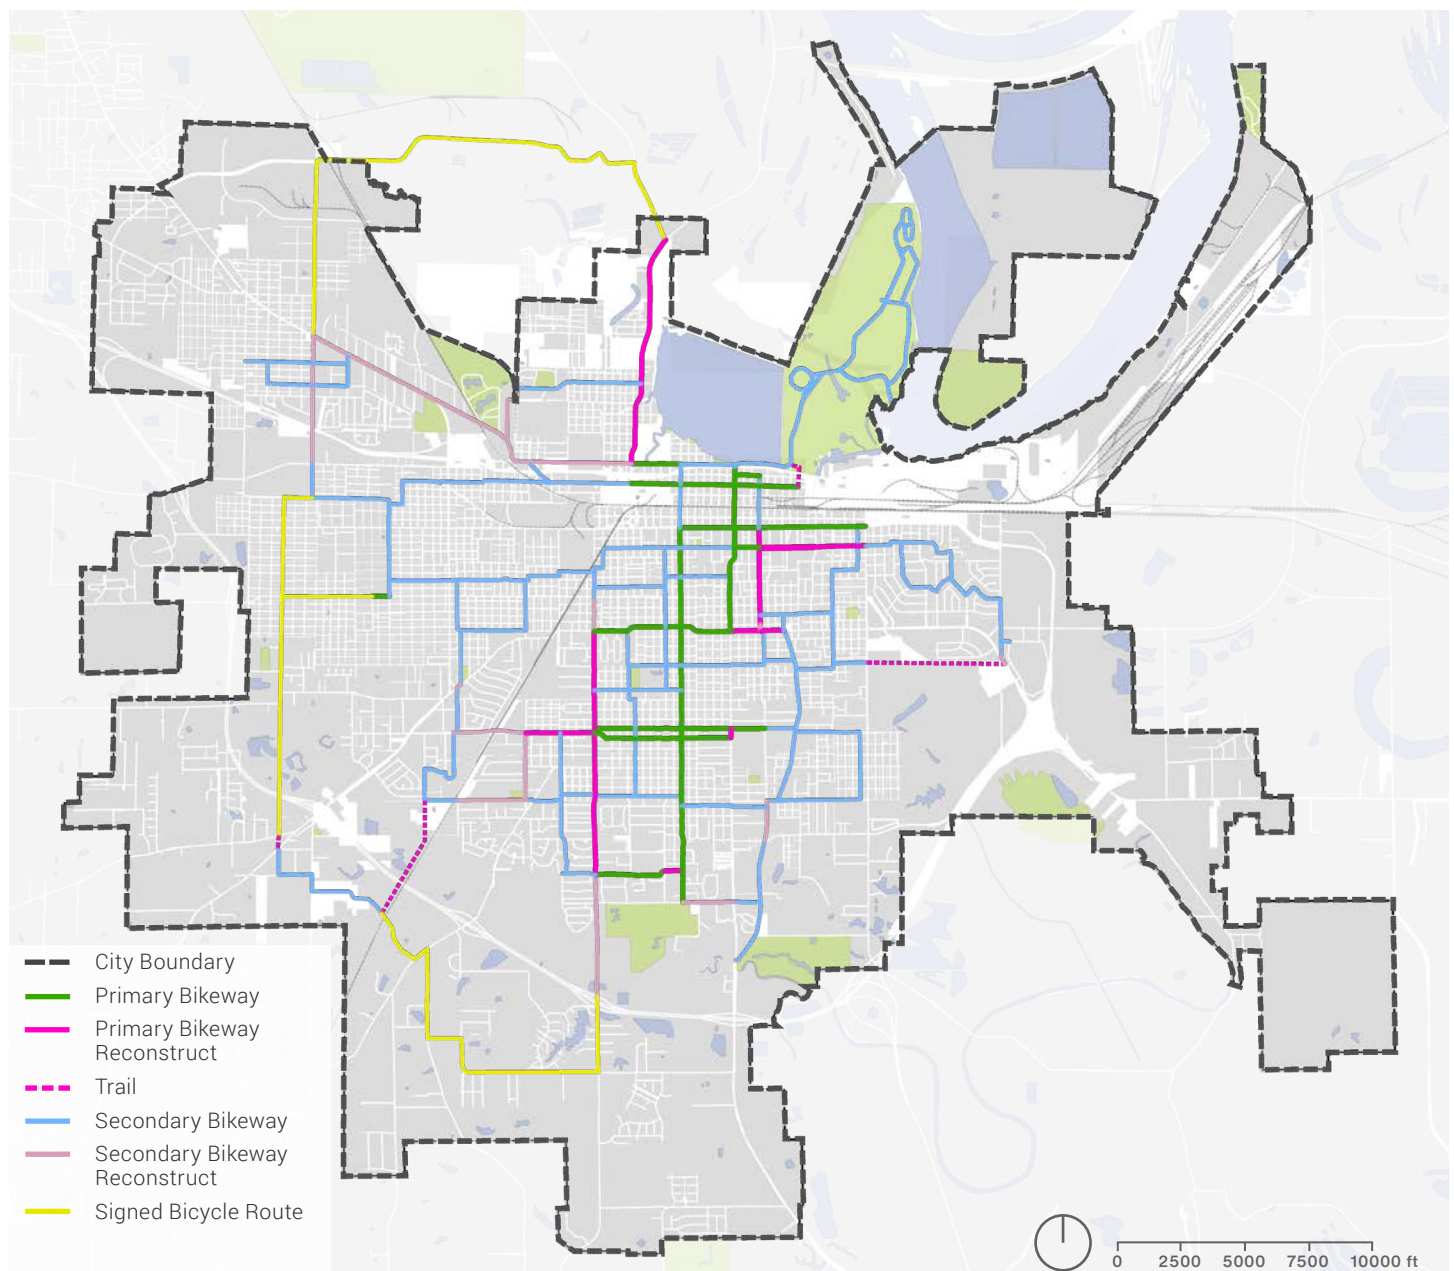 City Boundary
Primary Bikeway
Primary Bikeway
Reconstruct
Trail
Secondary Bikeway
Secondary Bikeway
Reconstruct
Signed Bicycle Route
0 2500 5000 7500 10000 ft